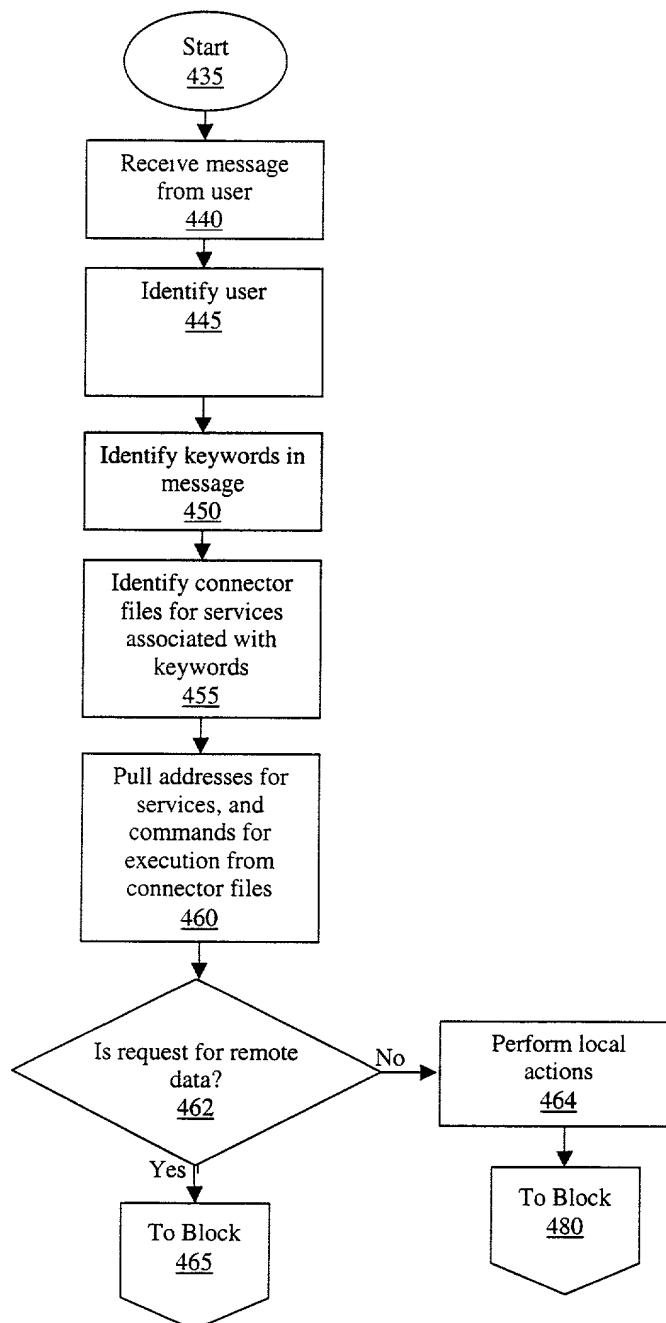 Start
435
Receive message
from user
440
Identify user
445
Identify keywords in
message
450
Identify connector
files for services
associated with
keywords
455
Pull addresses for
services, and
commands for
execution from
connector files
460
Is request for remote
data?
462
No
Perform local
actions
464
Yes
To Block
465
To Block
480